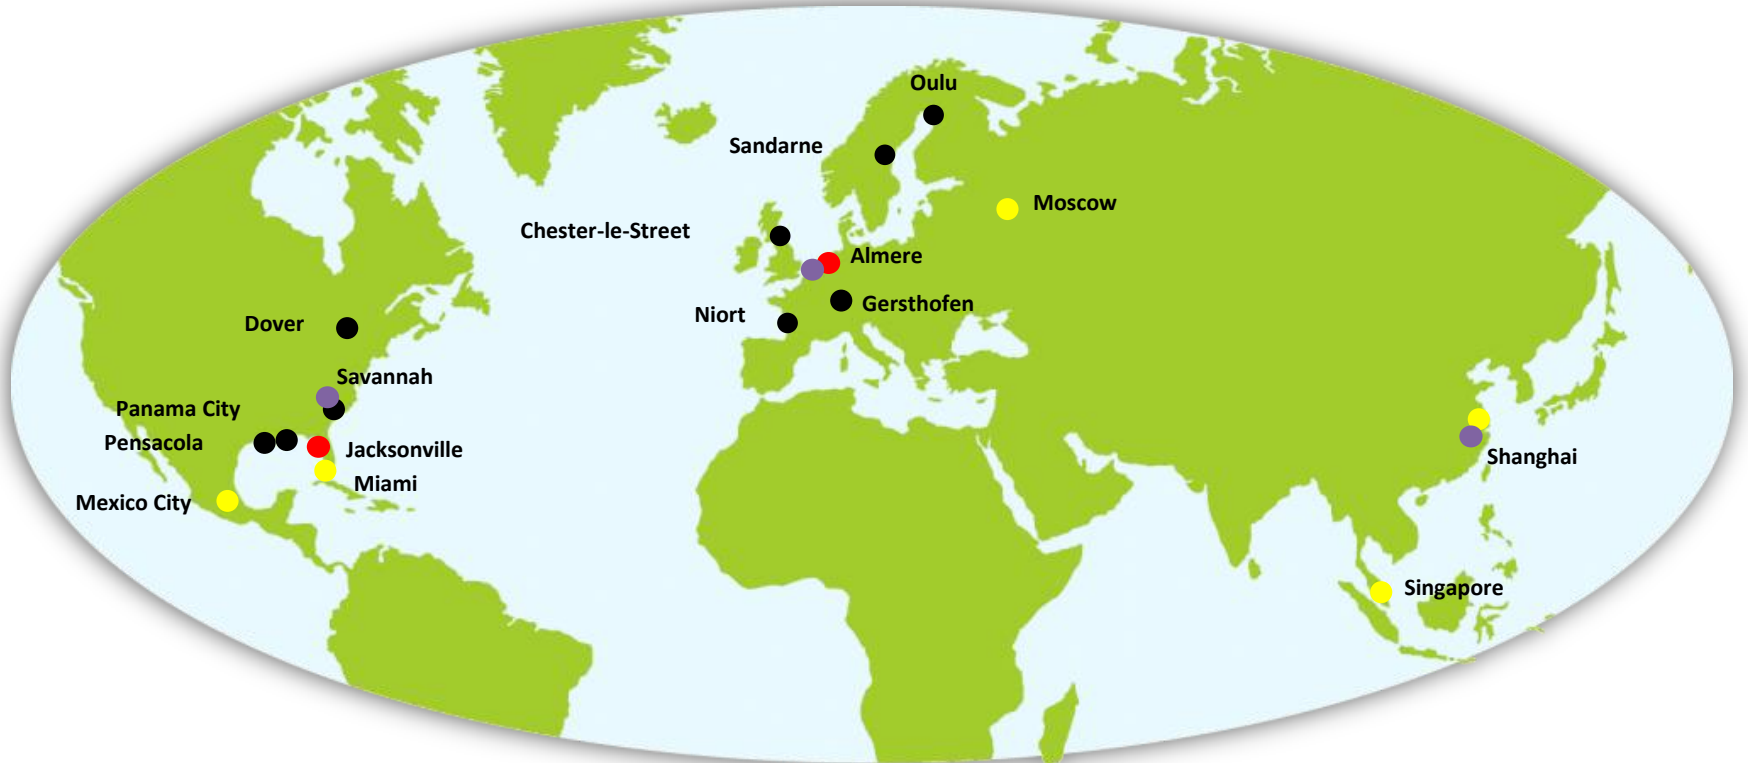 Oulu
Sandarne
Moscow
Chester-le-Street
Almere
Gersthofen
Niort
Dover
Savannah
Panama City
Pensacola
Jacksonville
Shanghai
Miami
Mexico City
Singapore